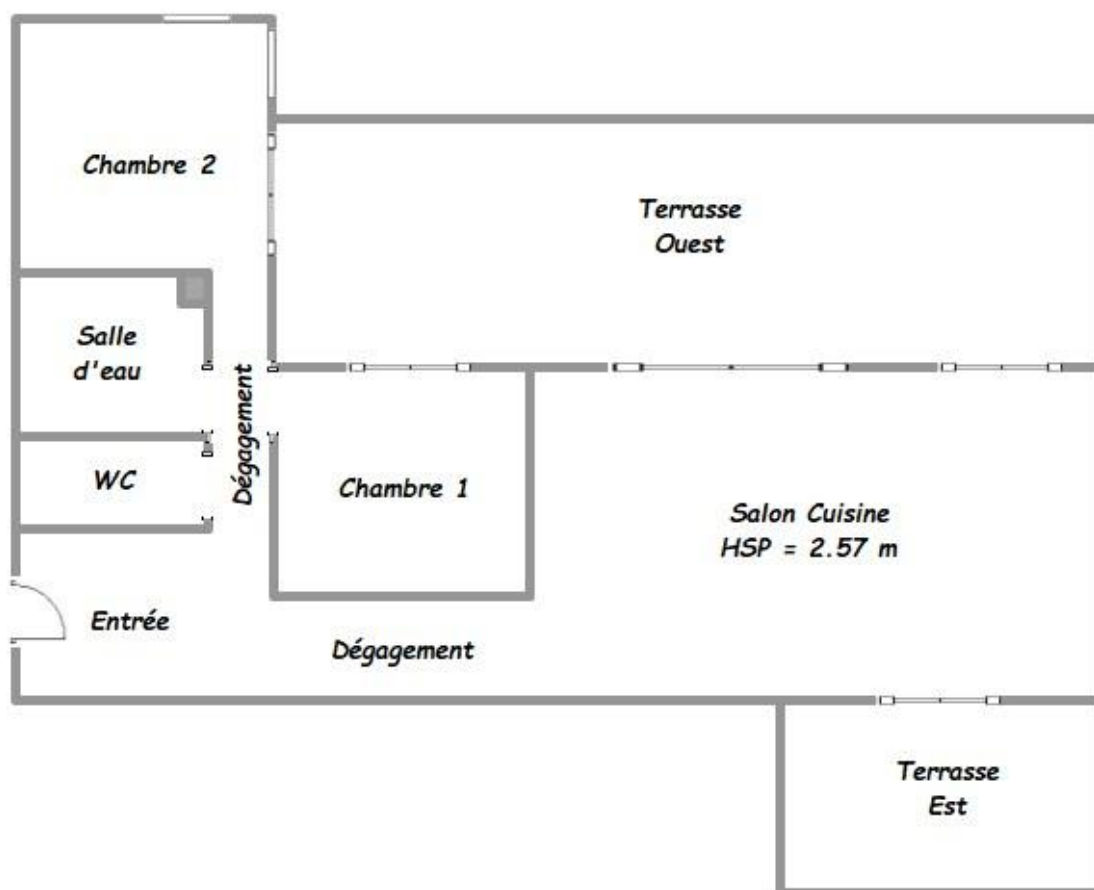 Chambre 2
Terrasse
Ouest
Salle
d'eau
Dégagement
WC
Chambre 1
Salon Cuisine
HSP = 2.57 m
Entrée
Dégagement
Terrasse
Est